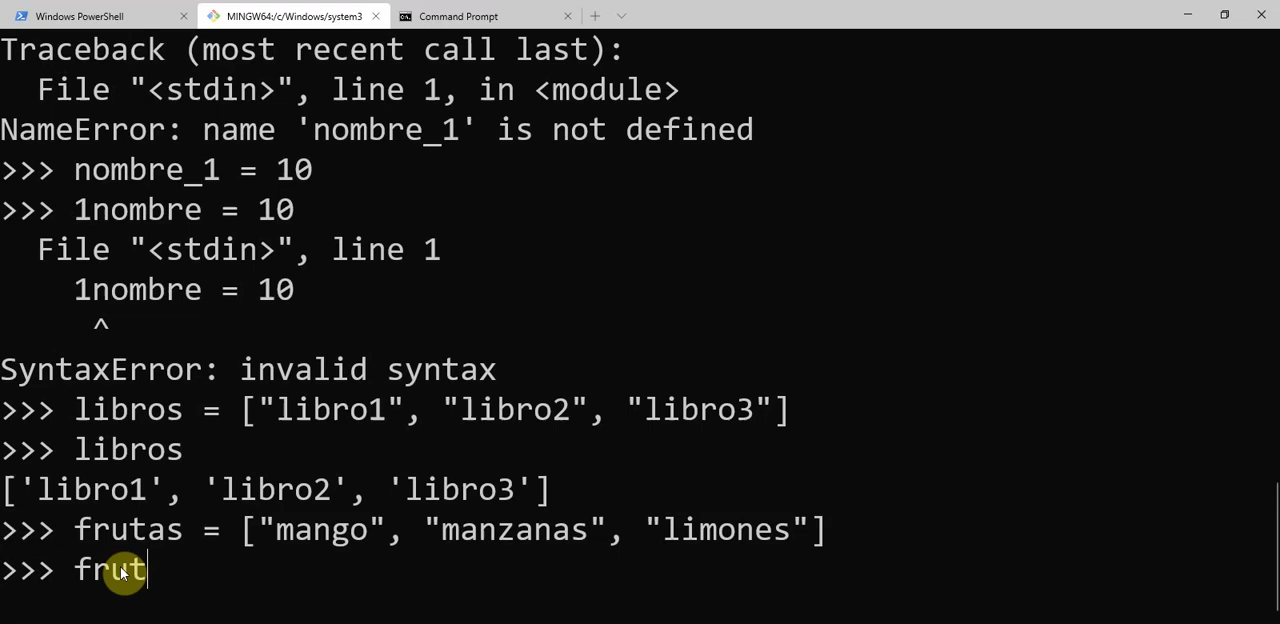 Windows PowerShell
MINGW64:/c/Windows/system3
Command Prompt
Traceback (most recent call last):
  File "<stdin>", line 1, in <module>
NameError: name 'nombre_1' is not defined
>>> nombre_1 = 10
>>> 1nombre = 10
  File "<stdin>", line 1
    1nombre = 10
     ^
SyntaxError: invalid syntax
>>> libros = ["libro1", "libro2", "libro3"]
>>> libros
['libro1', 'libro2', 'libro3']
>>> frutas = ["mango", "manzanas", "limones"]
>>> frut